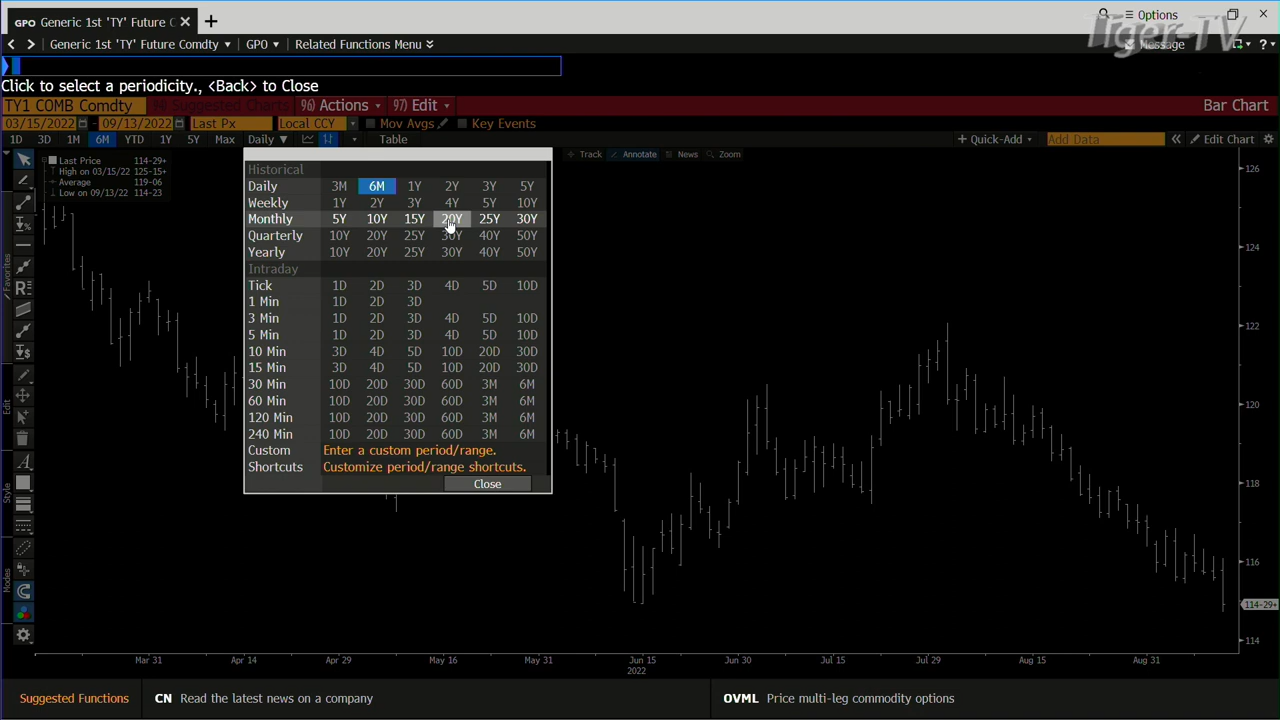 GPO Generic 1st 'TY' Future C
Options
Tiger-TV
Generic 1st 'TY' Future Comdty GPO Related Functions Menu Message ?
Click to select a periodicity., <Back> to Close
TY1 COMB Comdty 94) Suggested Charts 96) Actions 97) Edit Bar Chart
03/15/2022 - 09/13/2022 Last Px Local CCY Mov Avgs Key Events
1D 3D 1M 6M YTD 1Y 5Y Max Daily Table + Quick-Add Add Data Edit Chart
Track Annotate News Zoom
Last Price 114-29+
High on 03/15/22 125-15+
Average 119-06
Low on 09/13/22 114-23
Historical
Daily 3M 6M 1Y 2Y 3Y 5Y
Weekly 1Y 2Y 3Y 4Y 5Y 10Y
Monthly 5Y 10Y 15Y 20Y 25Y 30Y
Quarterly 10Y 20Y 25Y 30Y 40Y 50Y
Yearly 10Y 20Y 25Y 30Y 40Y 50Y
Intraday
Tick 1D 2D 3D 4D 5D 10D
1 Min 1D 2D 3D
3 Min 1D 2D 3D 4D 5D 10D
5 Min 1D 2D 3D 4D 5D 10D
10 Min 3D 4D 5D 10D 20D 30D
15 Min 3D 4D 5D 10D 20D 30D
30 Min 10D 20D 30D 60D 3M 6M
60 Min 10D 20D 30D 60D 3M 6M
120 Min 10D 20D 30D 60D 3M 6M
240 Min 10D 20D 30D 60D 3M 6M
Custom Enter a custom period/range.
Shortcuts Customize period/range shortcuts.
Close
Favorites
Edit
Style
Modes
126
124
122
120
118
116
114-29+
114
Mar 31 Apr 14 Apr 29 May 16 May 31 Jun 15 Jun 30 Jul 15 Jul 29 Aug 15 Aug 31
2022
Suggested Functions CN Read the latest news on a company OVML Price multi-leg commodity options